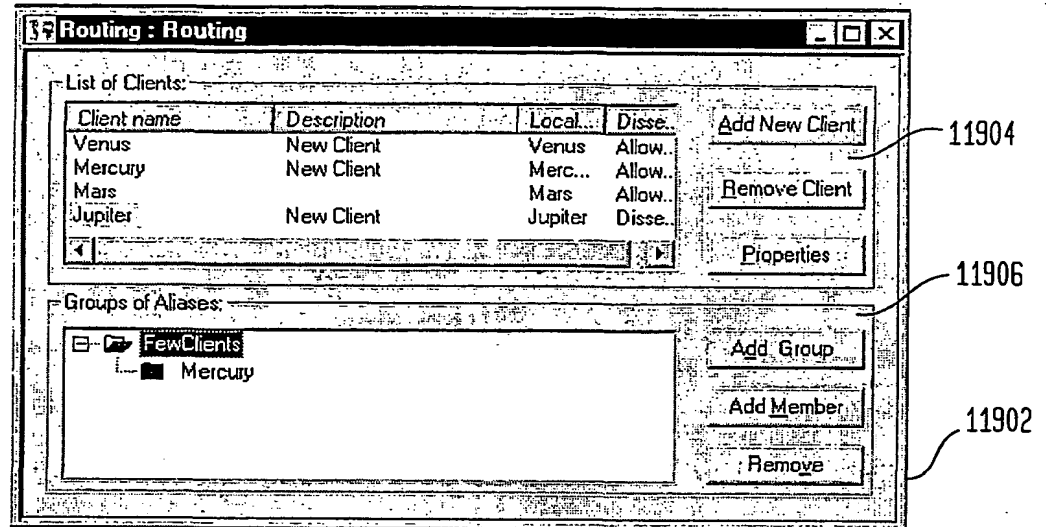 Routing : Routing
List of Clients:
Client name Description Local... Disse..
Venus New Client Venus Allow..
Mercury New Client Merc... Allow..
Mars Mars Allow..
Jupiter New Client Jupiter Disse..
Add New Client
Remove Client
Properties
11904
11906
Groups of Aliases:
FewClients
Mercury
Add Group
Add Member
Remove
11902